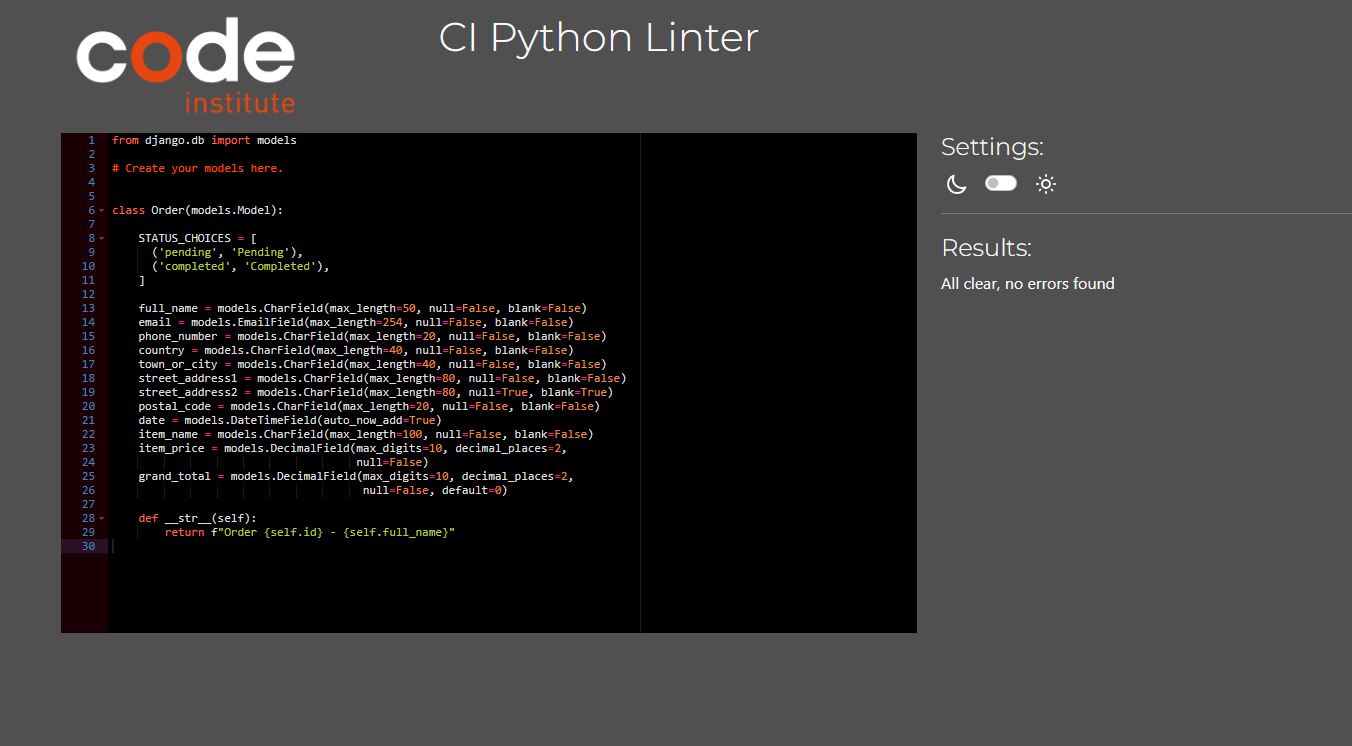 code
institute
CI Python Linter
1 from django.db import models
2
3 # Create your models here.
4
5
6 class Order(models.Model):
7
8     STATUS_CHOICES = [
9       ('pending', 'Pending'),
10       ('completed', 'Completed'),
11     ]
12
13     full_name = models.CharField(max_length=50, null=False, blank=False)
14     email = models.EmailField(max_length=254, null=False, blank=False)
15     phone_number = models.CharField(max_length=20, null=False, blank=False)
16     country = models.CharField(max_length=40, null=False, blank=False)
17     town_or_city = models.CharField(max_length=40, null=False, blank=False)
18     street_address1 = models.CharField(max_length=80, null=False, blank=False)
19     street_address2 = models.CharField(max_length=80, null=True, blank=True)
20     postal_code = models.CharField(max_length=20, null=False, blank=False)
21     date = models.DateTimeField(auto_now_add=True)
22     item_name = models.CharField(max_length=100, null=False, blank=False)
23     item_price = models.DecimalField(max_digits=10, decimal_places=2,
24                                      null=False)
25     grand_total = models.DecimalField(max_digits=10, decimal_places=2,
26                                       null=False, default=0)
27
28     def __str__(self):
29         return f"Order {self.id} - {self.full_name}"
30
Settings:
Results:
All clear, no errors found